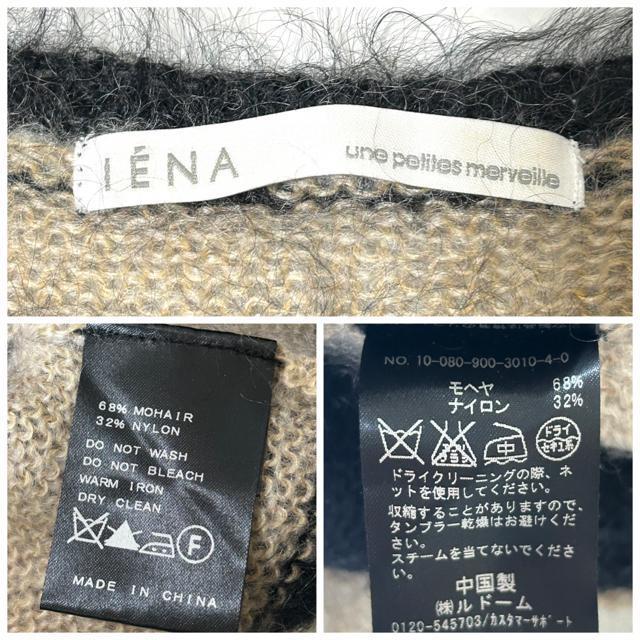 IÉNA
une petites merveille
68% MOHAIR
32% NYLON
DO NOT WASH
DO NOT BLEACH
WARM IRON
DRY CLEAN
F
MADE IN CHINA
NO. 10-080-900-3010-4-0
モヘヤ 68%
ナイロン 32%
ドライ
セキユ系
ドライクリーニングの際、ネ
ットを使用してください。
収縮することがありますので、
タンブラー乾燥はお避けください。
スチームを当てないでください。
中国製
㈱ルドーム
0120-545703/カスタマーサポート